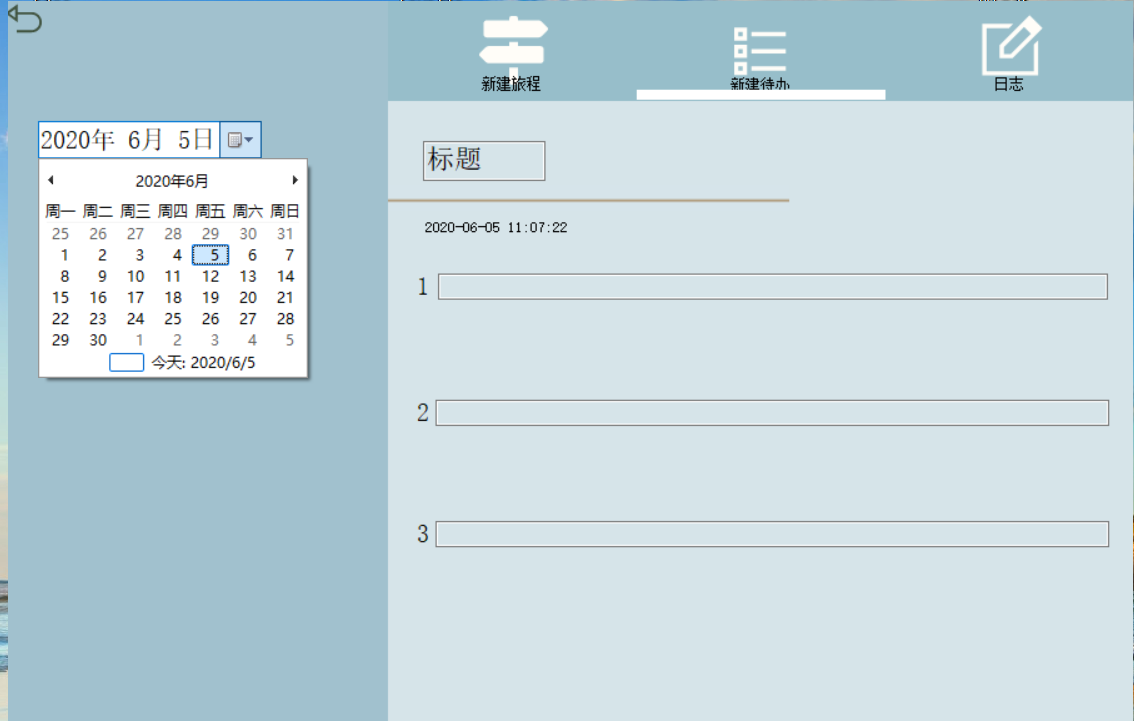 新建旅程 新建待办 日志
2020年 6月 5日
2020年6月
周一 周二 周三 周四 周五 周六 周日
25 26 27 28 29 30 31
1 2 3 4 5 6 7
8 9 10 11 12 13 14
15 16 17 18 19 20 21
22 23 24 25 26 27 28
29 30 1 2 3 4 5
今天: 2020/6/5
标题
2020-06-05 11:07:22
1
2
3